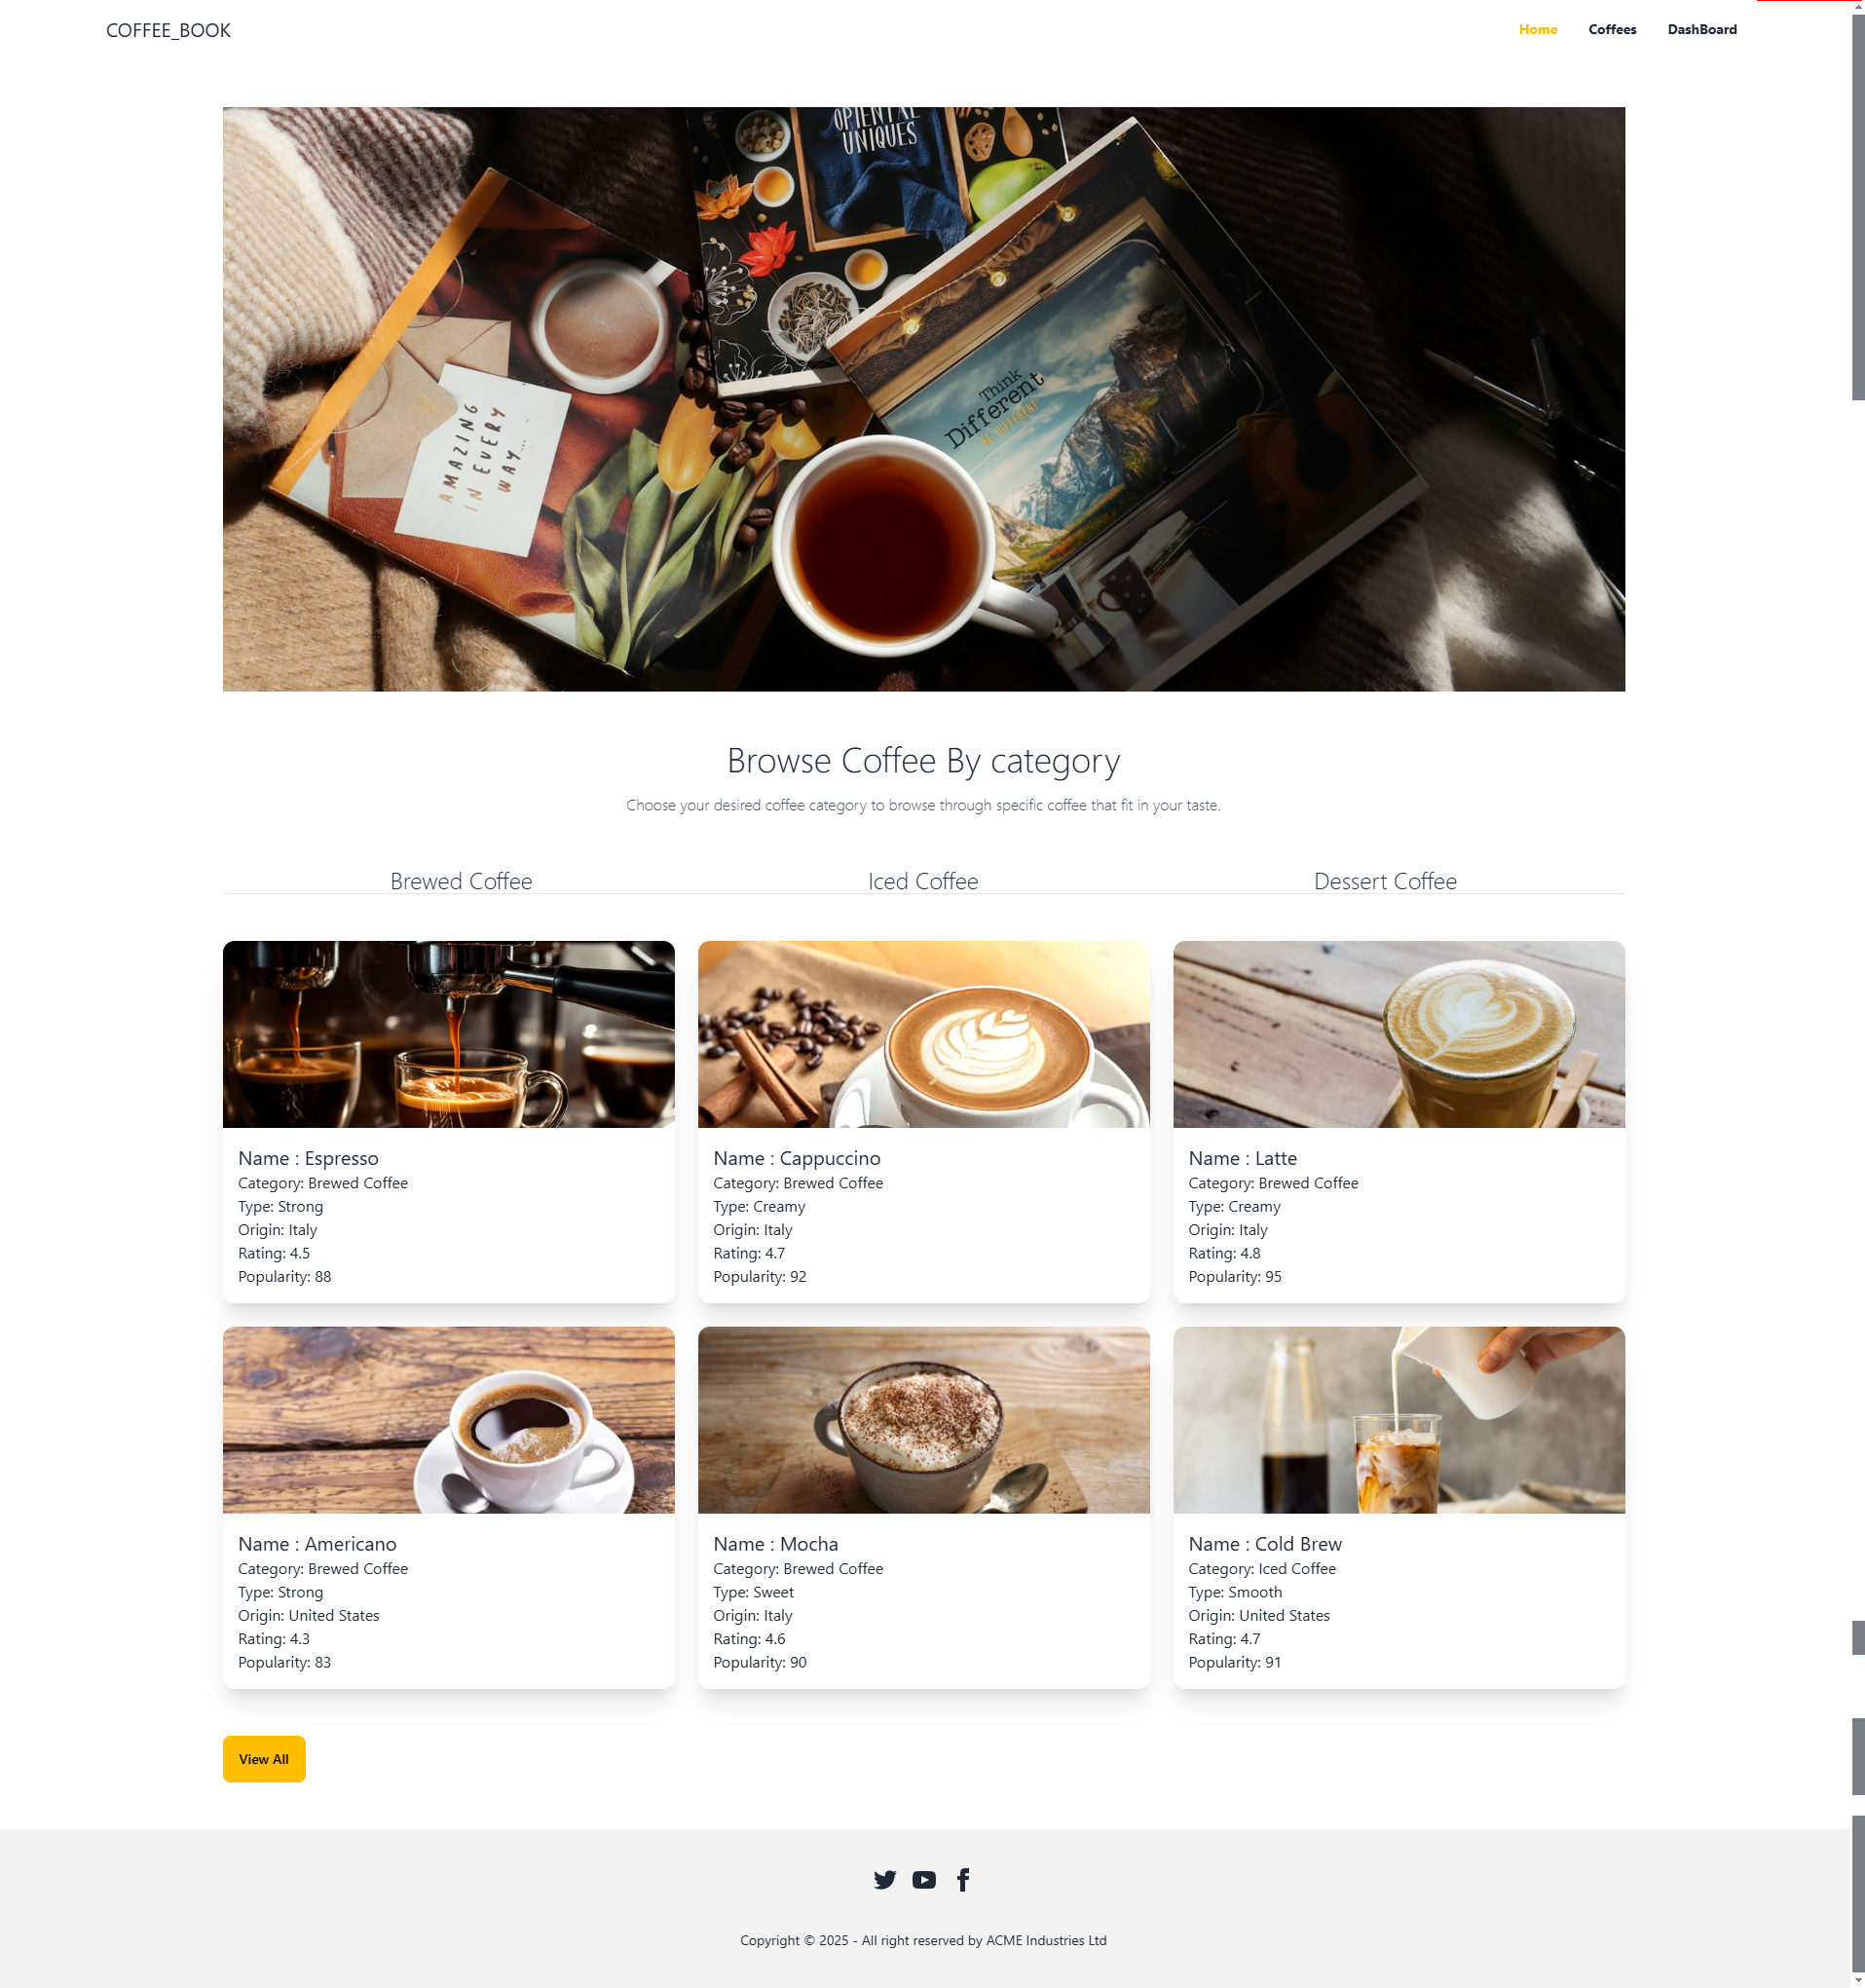 COFFEE_BOOK
Home Coffees DashBoard
ORIENTAL
UNIQUES
AMAZING
IN EVERY
WAY...
Think
Different
BE DIFFERENT
Browse Coffee By category
Choose your desired coffee category to browse through specific coffee that fit in your taste.
Brewed Coffee Iced Coffee Dessert Coffee
Name : Espresso
Category: Brewed Coffee
Type: Strong
Origin: Italy
Rating: 4.5
Popularity: 88
Name : Cappuccino
Category: Brewed Coffee
Type: Creamy
Origin: Italy
Rating: 4.7
Popularity: 92
Name : Latte
Category: Brewed Coffee
Type: Creamy
Origin: Italy
Rating: 4.8
Popularity: 95
Name : Americano
Category: Brewed Coffee
Type: Strong
Origin: United States
Rating: 4.3
Popularity: 83
Name : Mocha
Category: Brewed Coffee
Type: Sweet
Origin: Italy
Rating: 4.6
Popularity: 90
Name : Cold Brew
Category: Iced Coffee
Type: Smooth
Origin: United States
Rating: 4.7
Popularity: 91
View All
Copyright © 2025 - All right reserved by ACME Industries Ltd